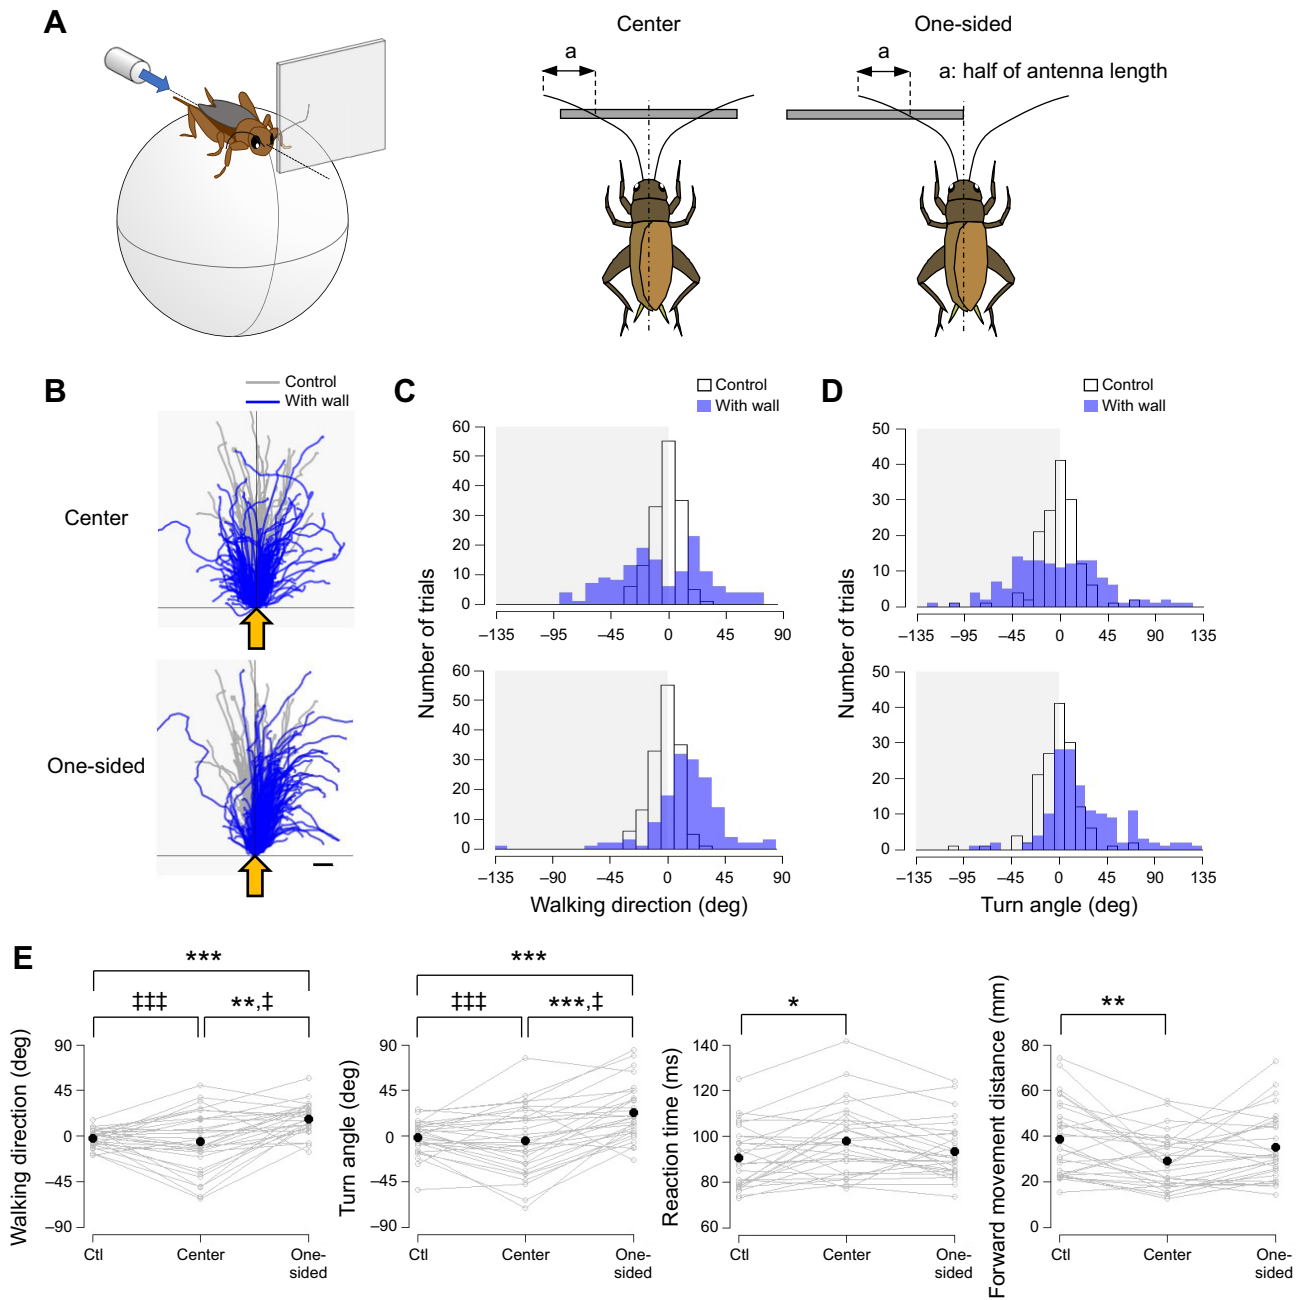 A
Center
One-sided
a
a
a: half of antenna length
B
Control
With wall
Center
One-sided
C
Control
With wall
Number of trials
60
50
40
30
20
10
0
–135
–95
–45
0
45
90
60
50
40
30
20
10
0
–135
–90
–45
0
45
90
Walking direction (deg)
D
Control
With wall
Number of trials
50
40
30
20
10
0
–135
–95
–45
0
45
90
135
50
40
30
20
10
0
–135
–95
–45
0
45
90
135
Turn angle (deg)
E
***
‡‡‡
**,‡
Walking direction (deg)
90
45
0
–45
–90
Ctl
Center
One-
sided
***
‡‡‡
***,‡
Turn angle (deg)
90
45
0
–45
–90
Ctl
Center
One-
sided
*
Reaction time (ms)
140
120
100
80
60
Ctl
Center
One-
sided
**
Forward movement distance (mm)
80
60
40
20
0
Ctl
Center
One-
sided